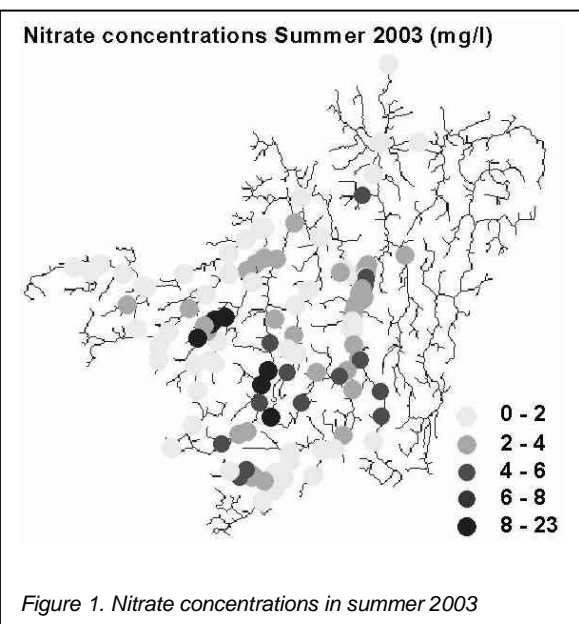 Nitrate concentrations Summer 2003 (mg/l)
0 - 2
2 - 4
4 - 6
6 - 8
8 - 23
Figure 1. Nitrate concentrations in summer 2003